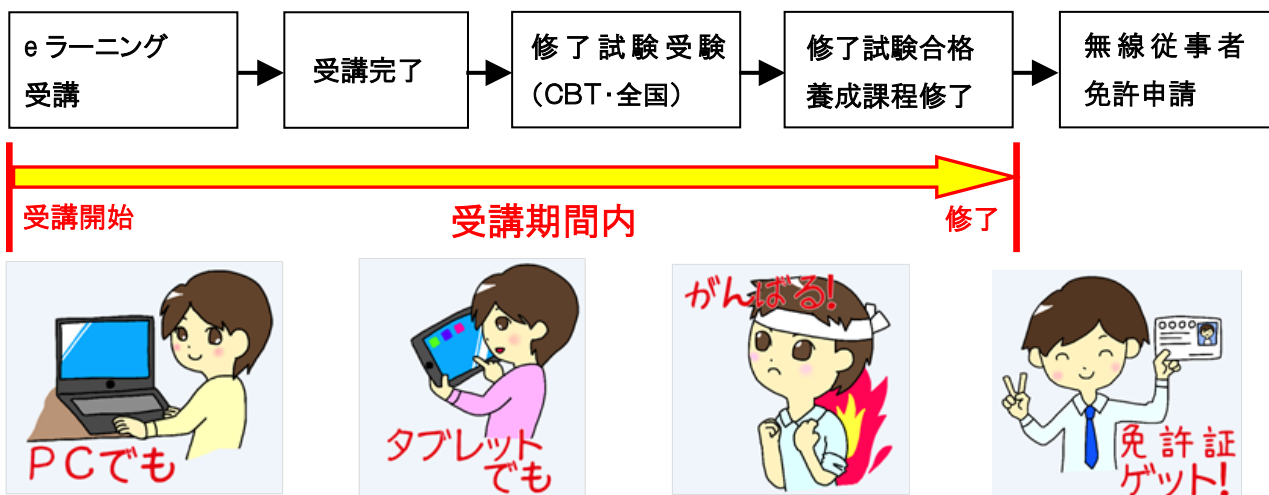 e ラーニング
受講
受講完了
修了試験受験
（CBT・全国）
修了試験合格
養成課程修了
無線従事者
免許申請
受講開始
受講期間内
修了
PCでも
タブレット
でも
がんばる!
免許証
ゲット!